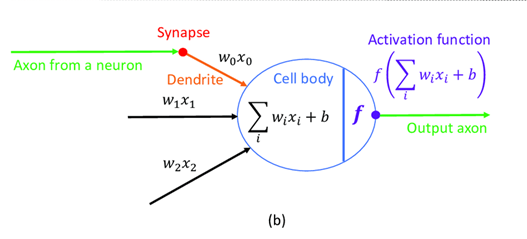 Synapse
Axon from a neuron
w₀x₀
Dendrite
w₁x₁
w₂x₂
Cell body
∑ᵢ wᵢxᵢ + b
f
Activation function
f(∑ᵢ wᵢxᵢ + b)
Output axon
(b)